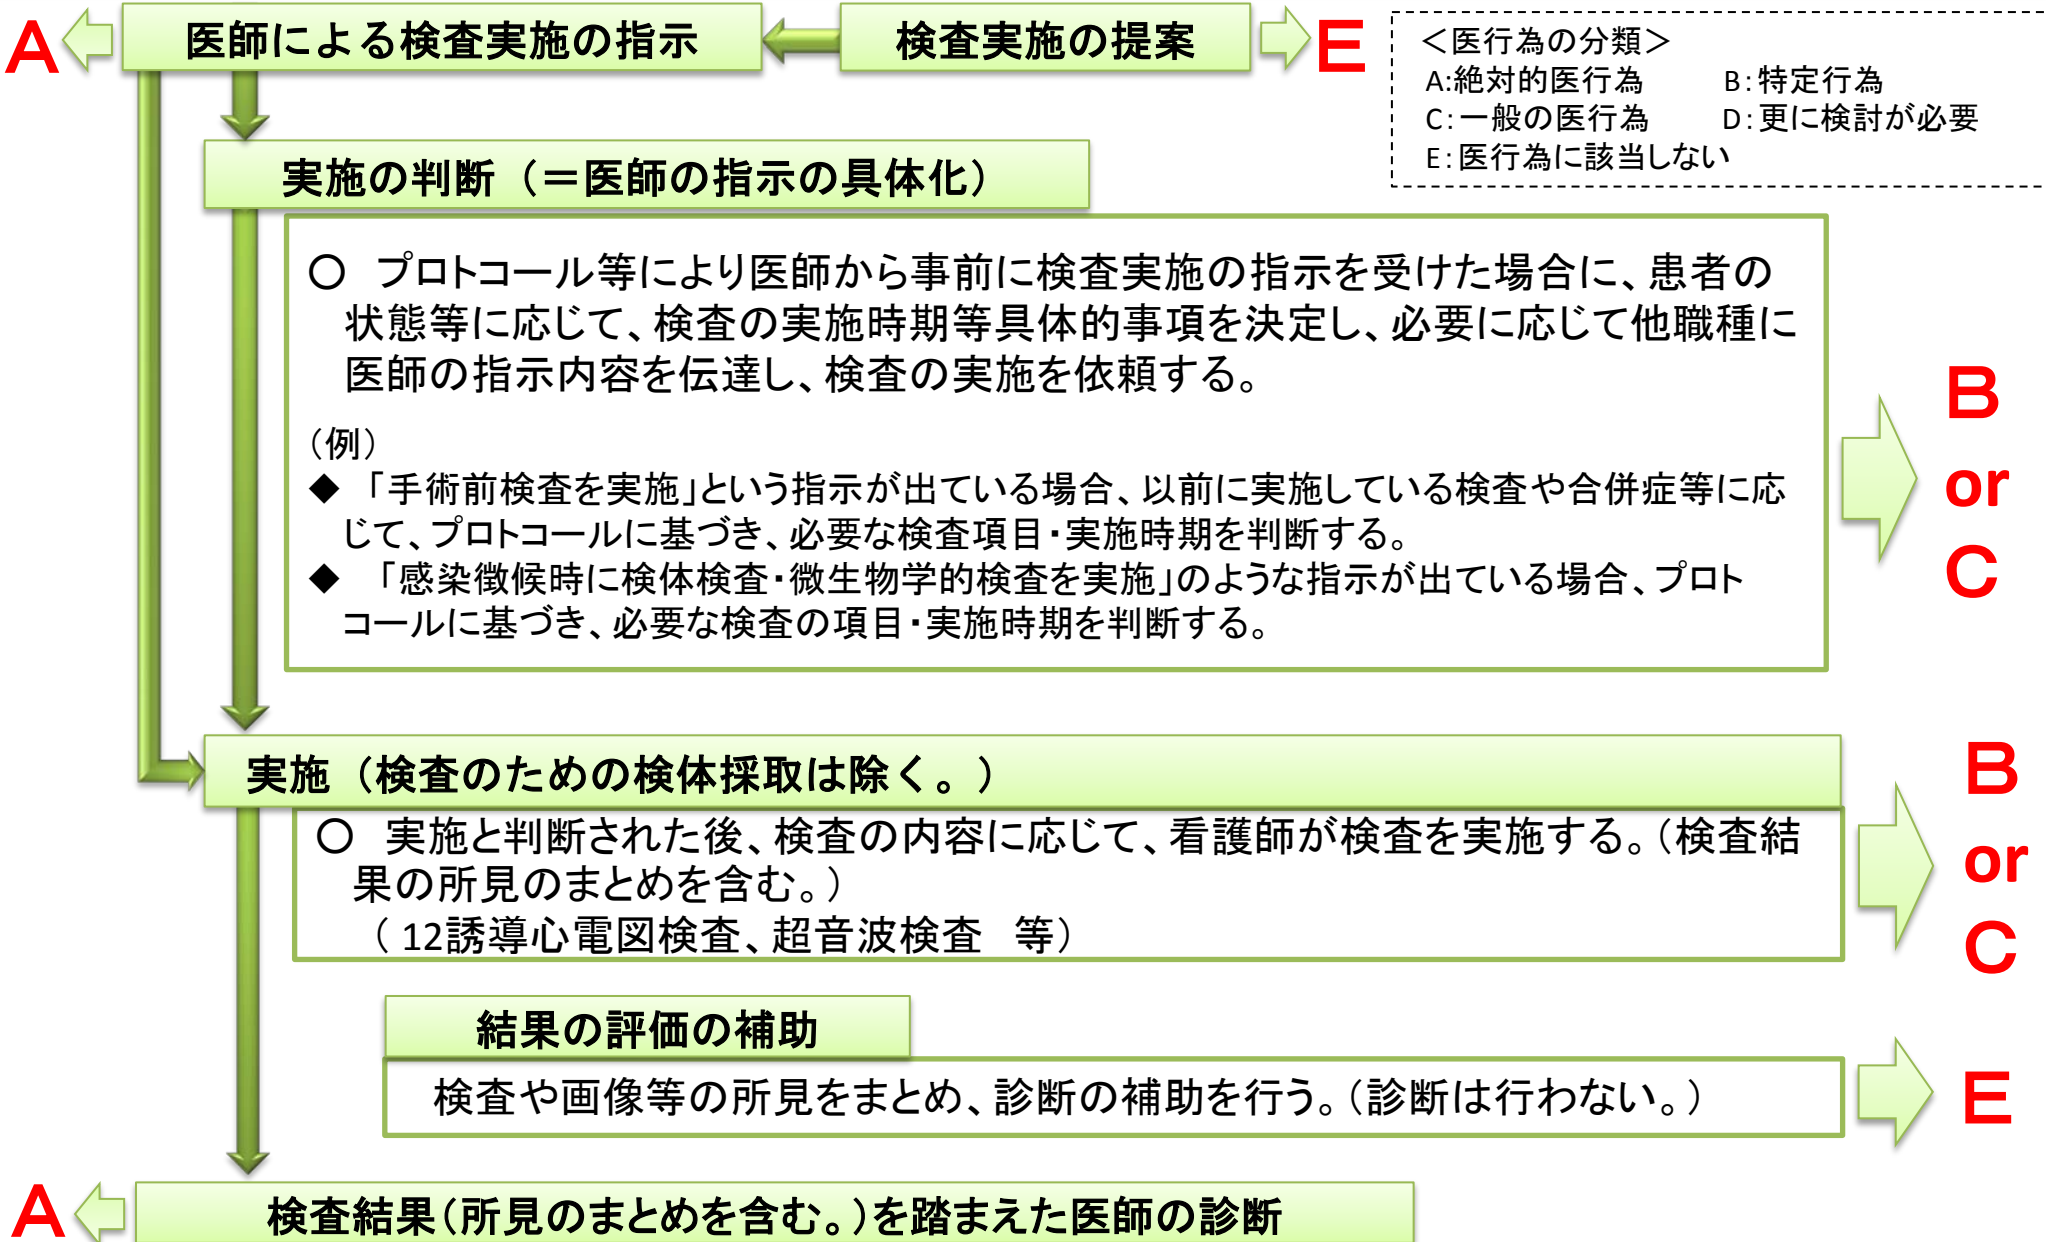 A
医師による検査実施の指示
検査実施の提案
E
＜医行為の分類＞
A:絶対的医行為　B：特定行為
C：一般の医行為　D：更に検討が必要
E：医行為に該当しない
実施の判断（＝医師の指示の具体化）
○　プロトコール等により医師から事前に検査実施の指示を受けた場合に、患者の
状態等に応じて、検査の実施時期等具体的事項を決定し、必要に応じて他職種に
医師の指示内容を伝達し、検査の実施を依頼する。
（例）
◆　「手術前検査を実施」という指示が出ている場合、以前に実施している検査や合併症等に応
じて、プロトコールに基づき、必要な検査項目・実施時期を判断する。
◆　「感染徴候時に検体検査・微生物学的検査を実施」のような指示が出ている場合、プロト
コールに基づき、必要な検査の項目・実施時期を判断する。
B
or
C
実施（検査のための検体採取は除く。）
○　実施と判断された後、検査の内容に応じて、看護師が検査を実施する。（検査結
果の所見のまとめを含む。）
（ 12誘導心電図検査、超音波検査　等）
B
or
C
結果の評価の補助
検査や画像等の所見をまとめ、診断の補助を行う。（診断は行わない。）
E
A
検査結果（所見のまとめを含む。）を踏まえた医師の診断